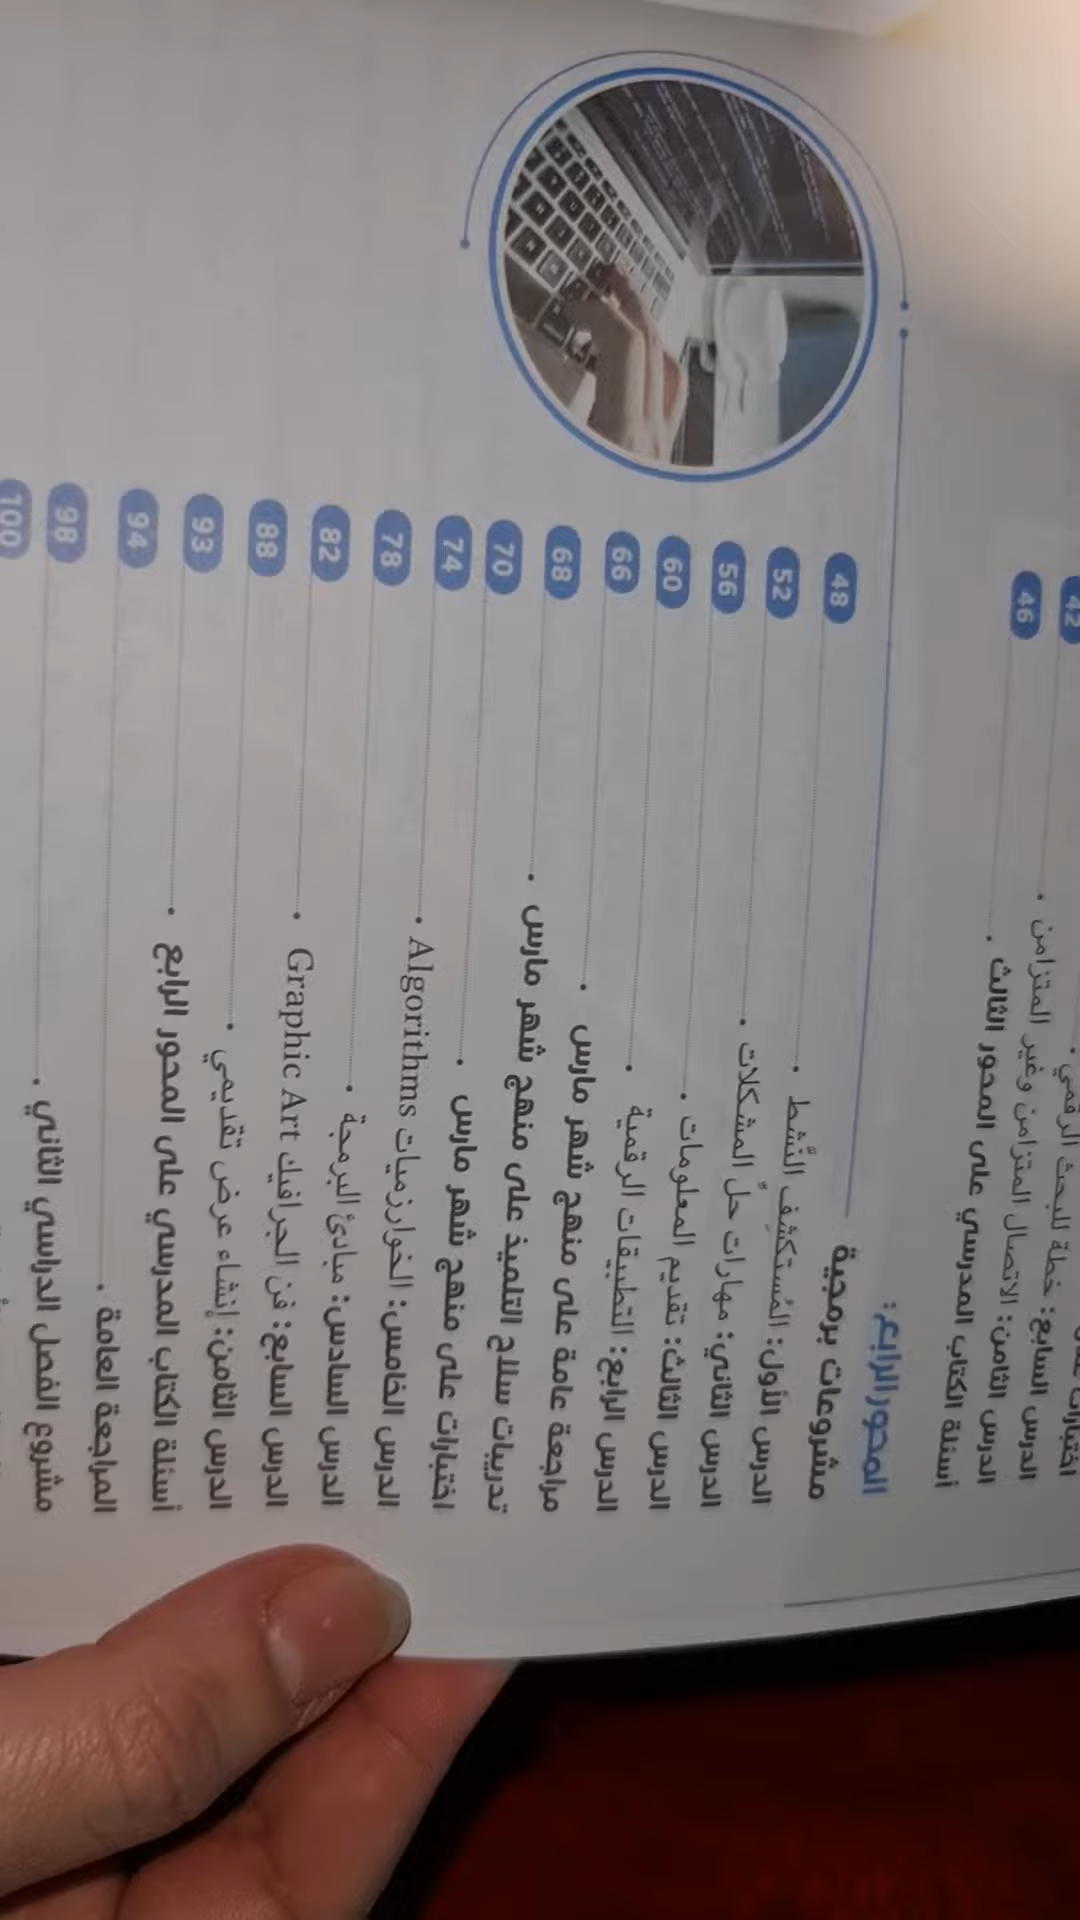 الدرس السابع: خطة للبحث الرقمي . 42
الدرس الثامن: الاتصال المتزامن وغير المتزامن .
أسئلة الكتاب المدرسي على المحور الثالث . 46
المحور الرابع:
مشروعات برمجية
الدرس الأول: المُستكشِف النَّشط . 48
الدرس الثاني: مهارات حلِّ المشكلات . 52
الدرس الثالث: تقديم المعلومات . 56
الدرس الرابع: التطبيقات الرقمية . 60
مراجعة عامة على منهج شهر مارس . 66
تدريبات سلاح التلميذ على منهج شهر مارس . 68
اختبارات على منهج شهر مارس . 70
الدرس الخامس: الخوارزميات Algorithms . 74
الدرس السادس: مبادئ البرمجة . 78
الدرس السابع: فن الجرافيك Graphic Art . 82
الدرس الثامن: إنشاء عرض تقديمي . 88
أسئلة الكتاب المدرسي على المحور الرابع . 93
المراجعة العامة . 94
مشروع الفصل الدراسي الثاني . 98
100